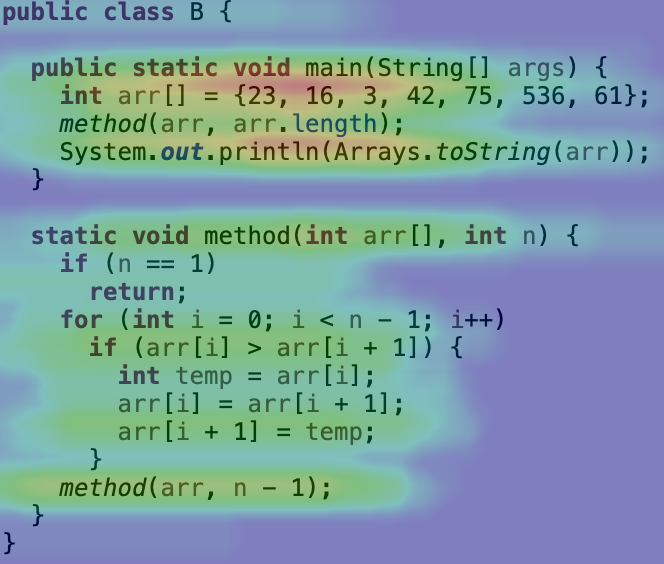 public class B {
public static void main(String[] args) {
int arr[] = {23, 16, 3, 42, 75, 536, 61};
method(arr, arr.length);
System.out.println(Arrays.toString(arr));
}
static void method(int arr[], int n) {
if (n == 1)
return;
for (int i = 0; i < n - 1; i++)
if (arr[i] > arr[i + 1]) {
int temp = arr[i];
arr[i] = arr[i + 1];
arr[i + 1] = temp;
}
method(arr, n - 1);
}
}